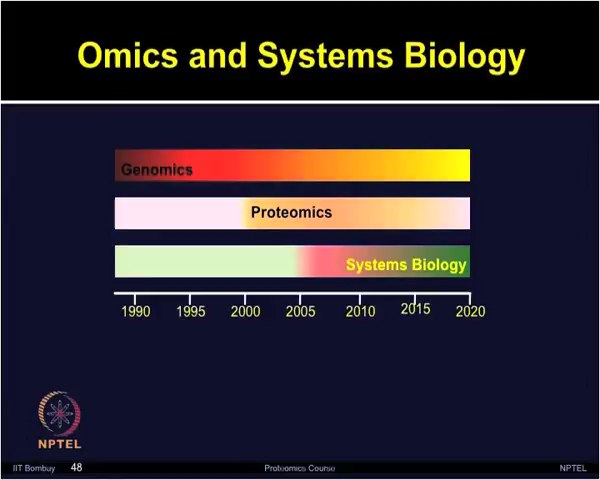 Omics and Systems Biology
Genomics
Proteomics
Systems Biology
1990 1995 2000 2005 2010 2015 2020
NPTEL
IIT Bombay 48 Proteomics Course NPTEL